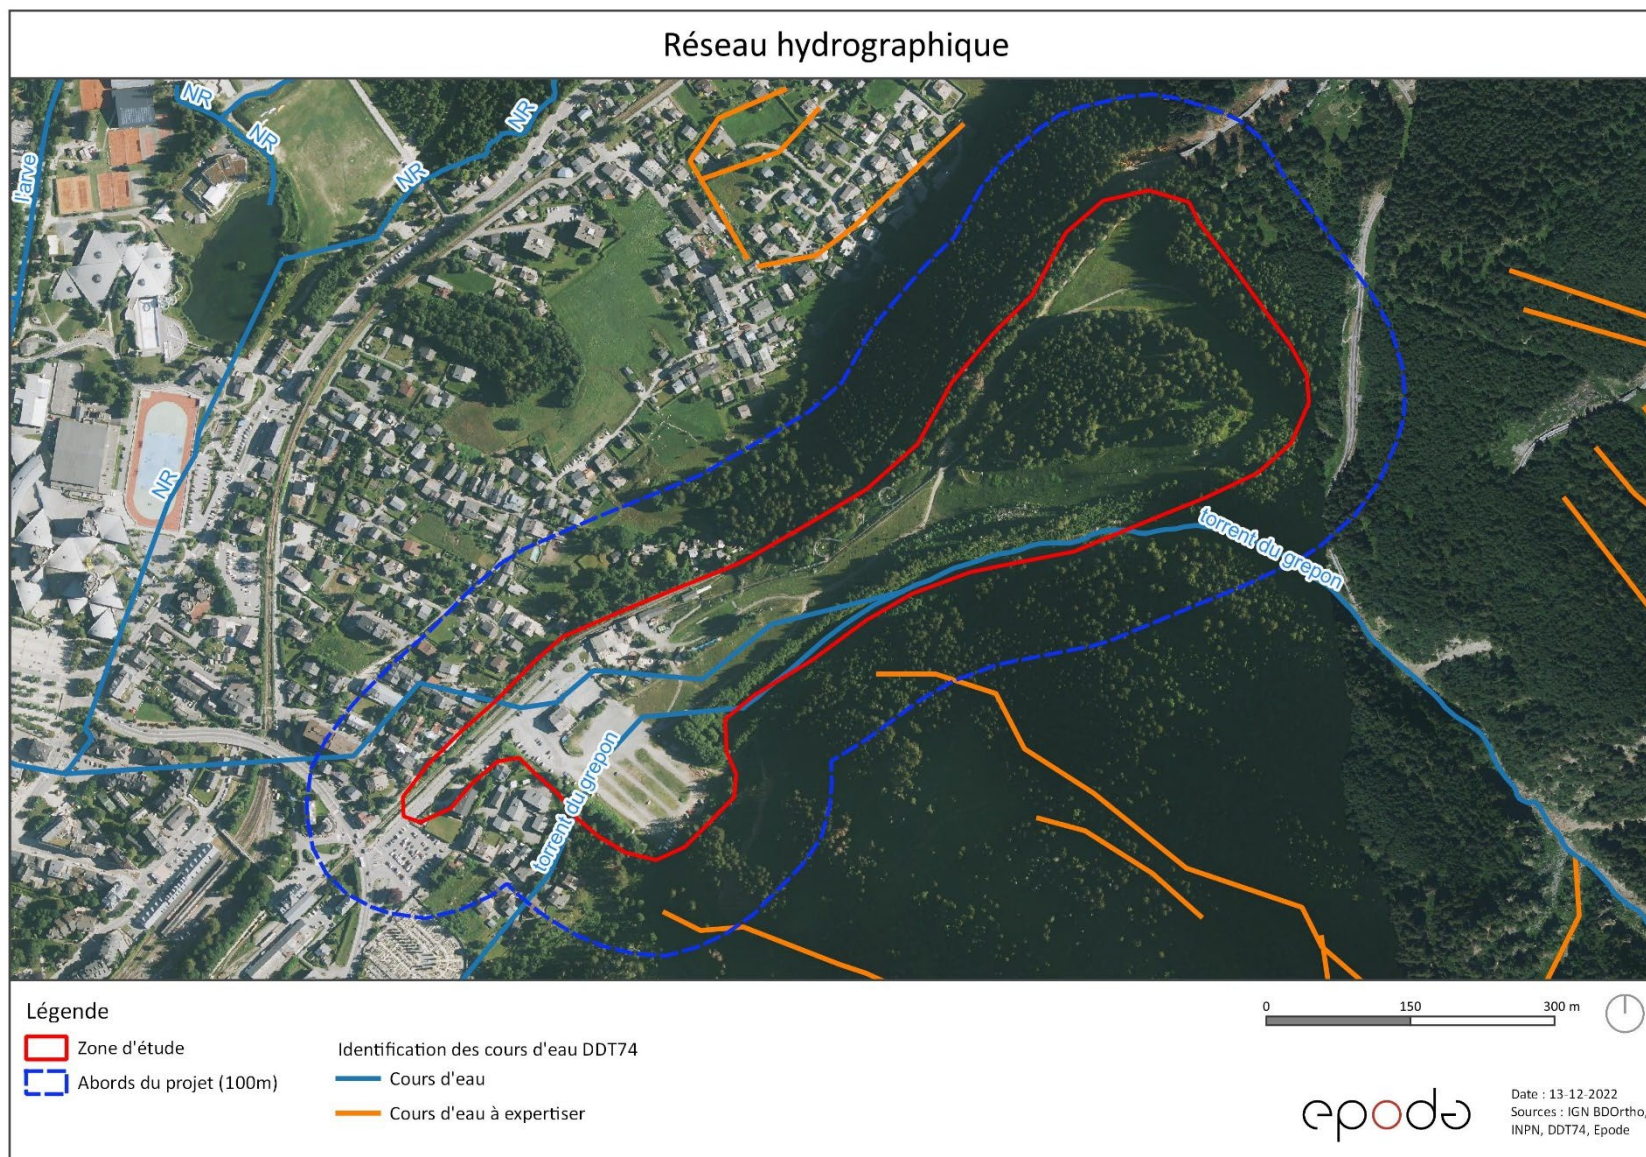 Réseau hydrographique
NR
NR
NR
NR
l'arve
NR
torrent du grepon
torrent du grepon
Légende
Zone d'étude
Abords du projet (100m)
Identification des cours d'eau DDT74
Cours d'eau
Cours d'eau à expertiser
0 150 300 m
epode
Date : 13-12-2022
Sources : IGN BDOrtho,
INPN, DDT74, Epode